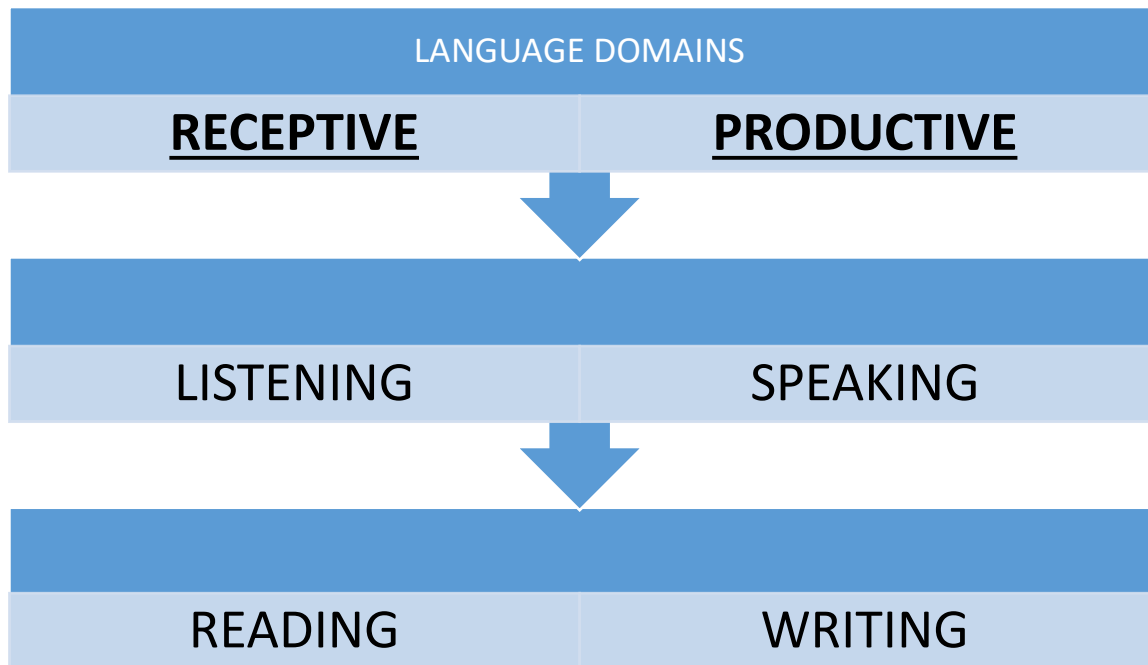 LANGUAGE DOMAINS
RECEPTIVE PRODUCTIVE
LISTENING SPEAKING
READING WRITING